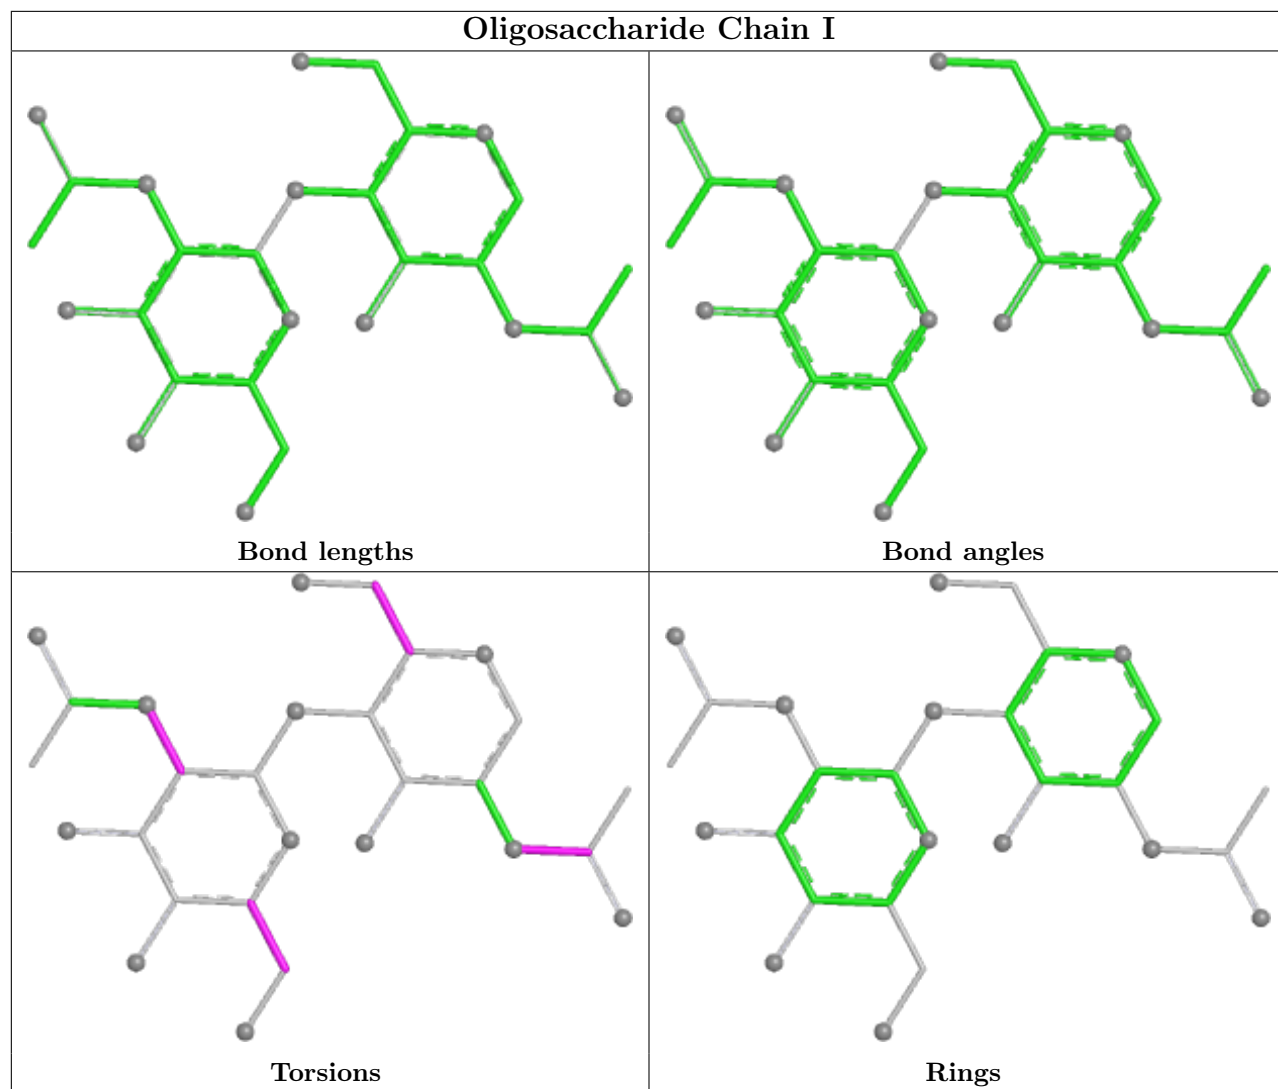 Oligosaccharide Chain I
Bond lengths
Bond angles
Torsions
Rings